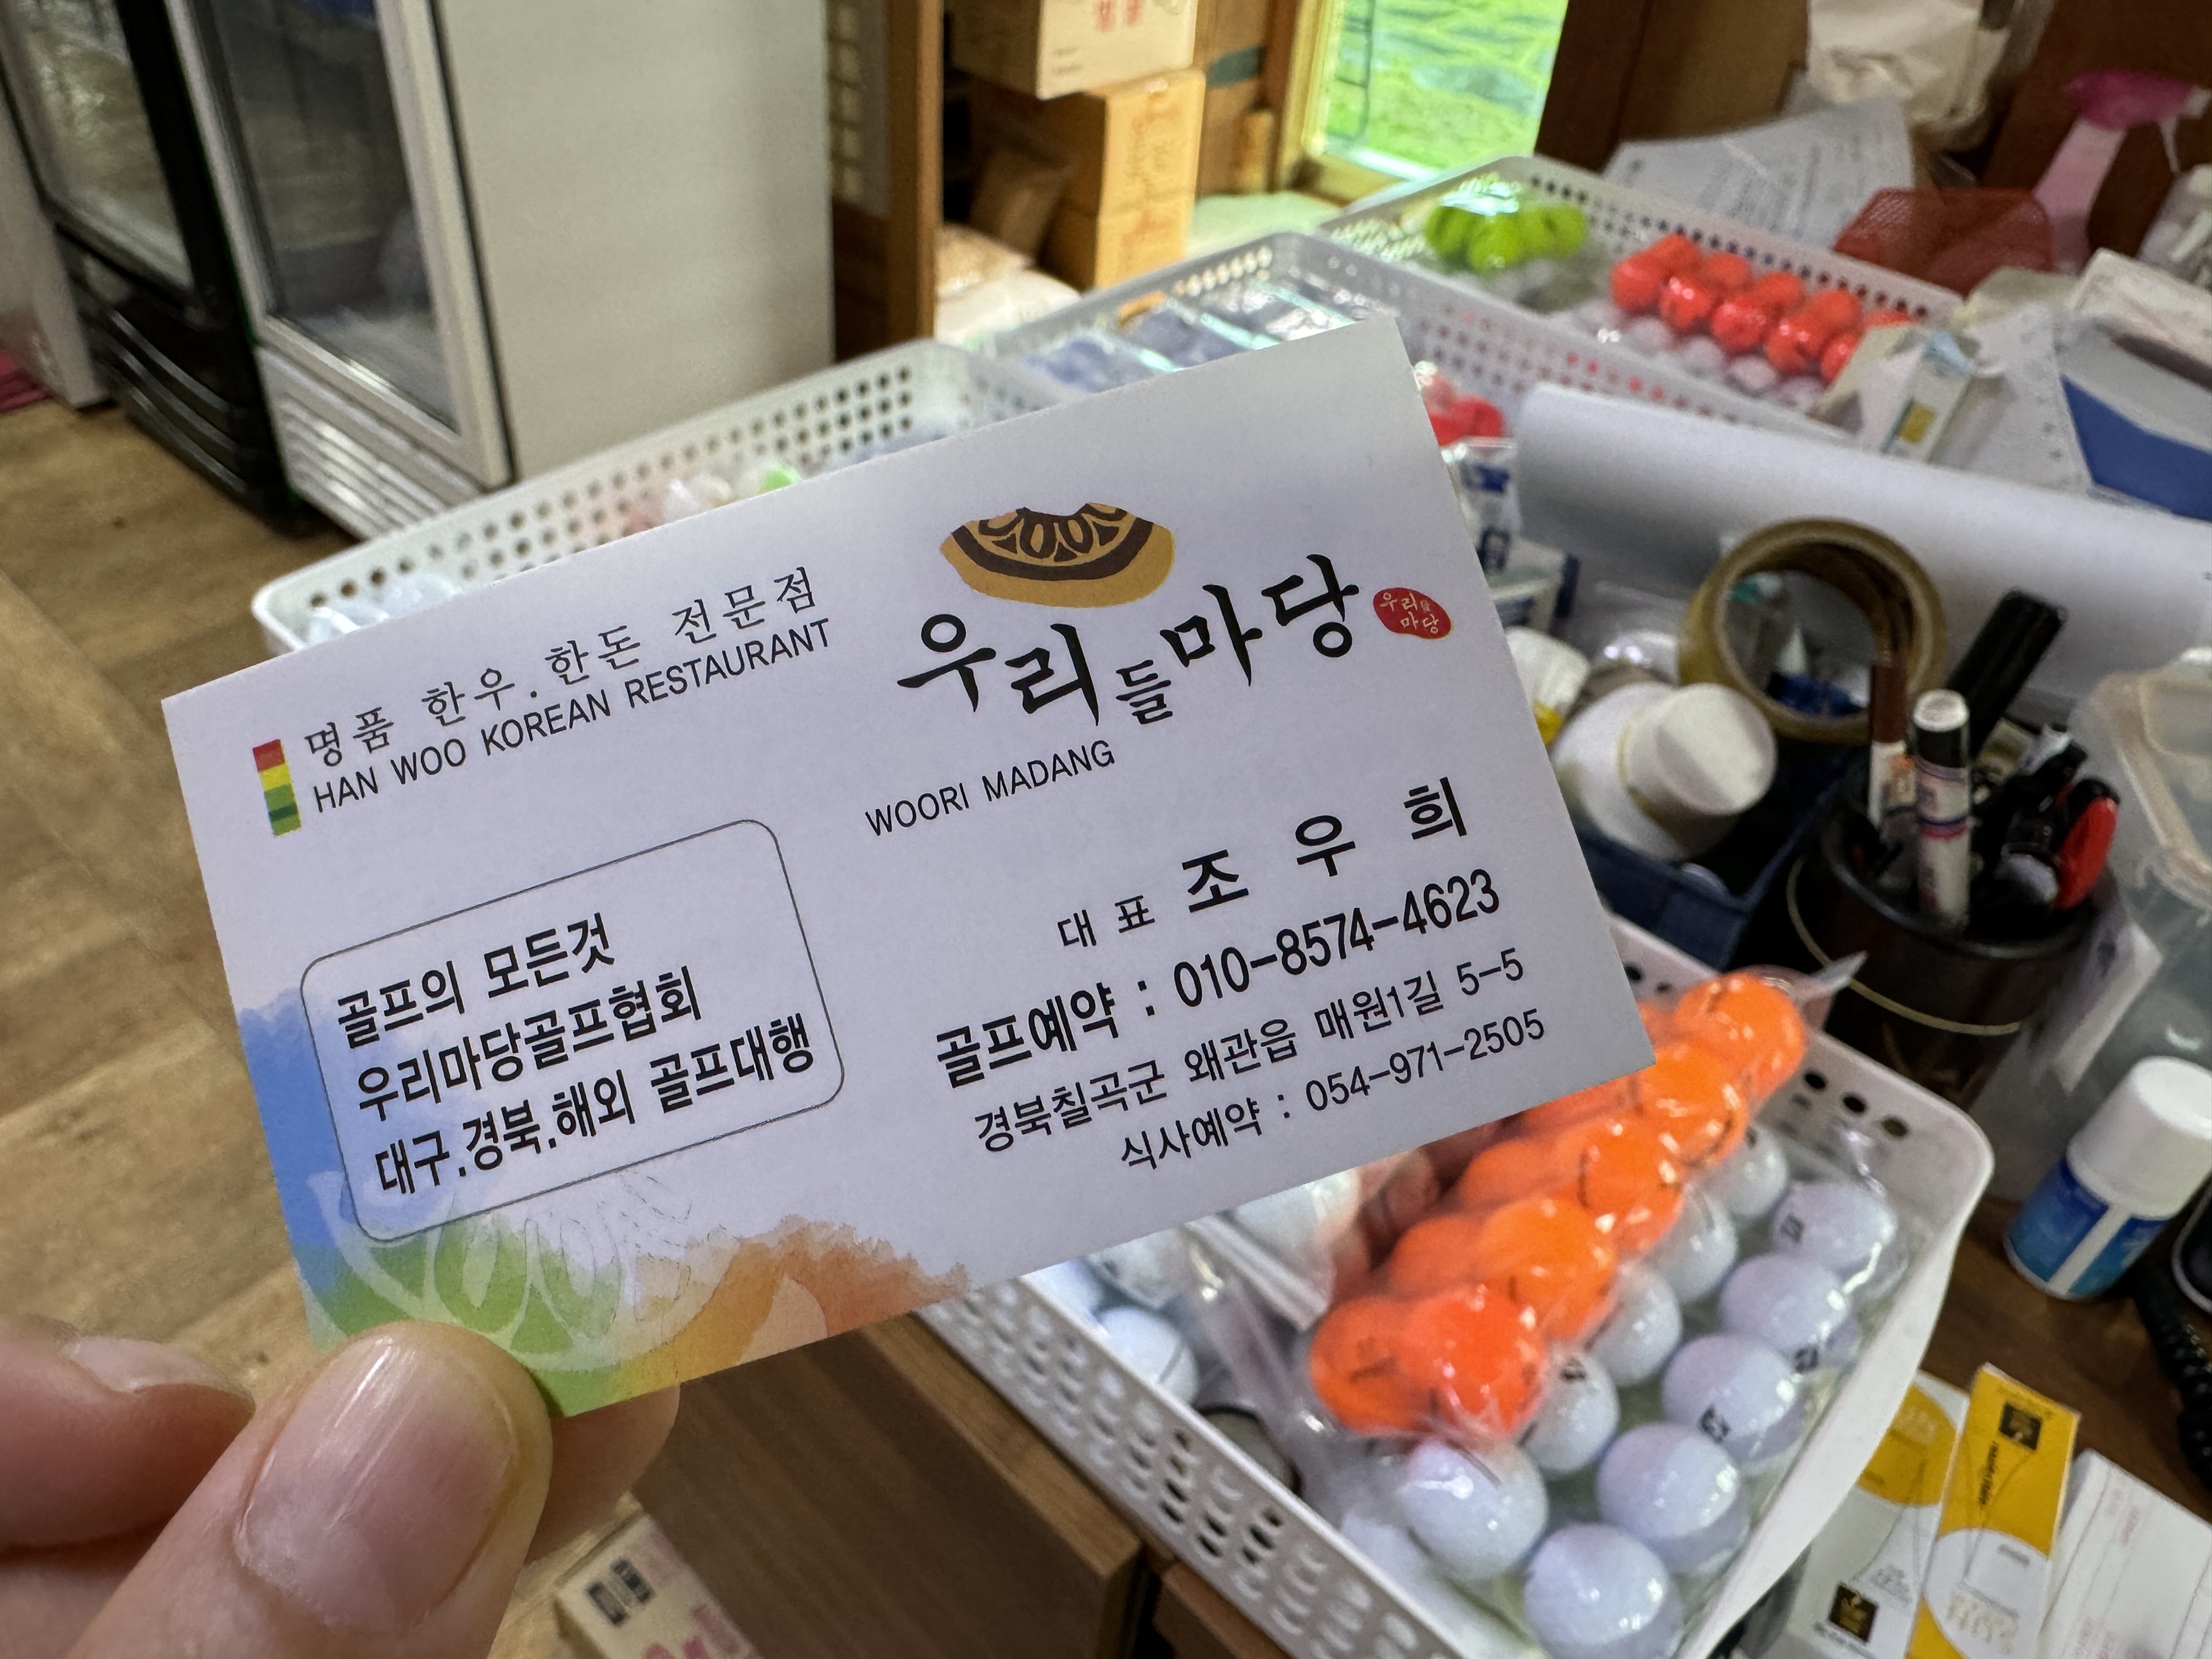 명품 한우.한돈 전문점
HAN WOO KOREAN RESTAURANT
우리들마당
우리들
마당
WOORI MADANG
골프의 모든것
우리마당골프협회
대구.경북.해외 골프대행
대표 조우희
골프예약 : 010-8574-4623
경북칠곡군 왜관읍 매원1길 5-5
식사예약 : 054-971-2505